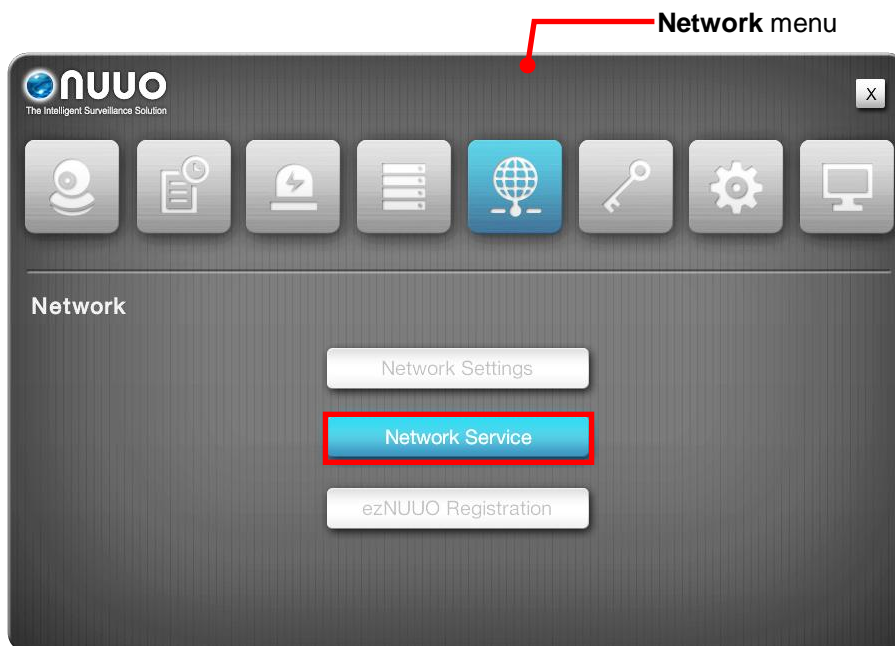 Network menu
NUUO
The Intelligent Surveillance Solution
X
Network
Network Settings
Network Service
ezNUUO Registration